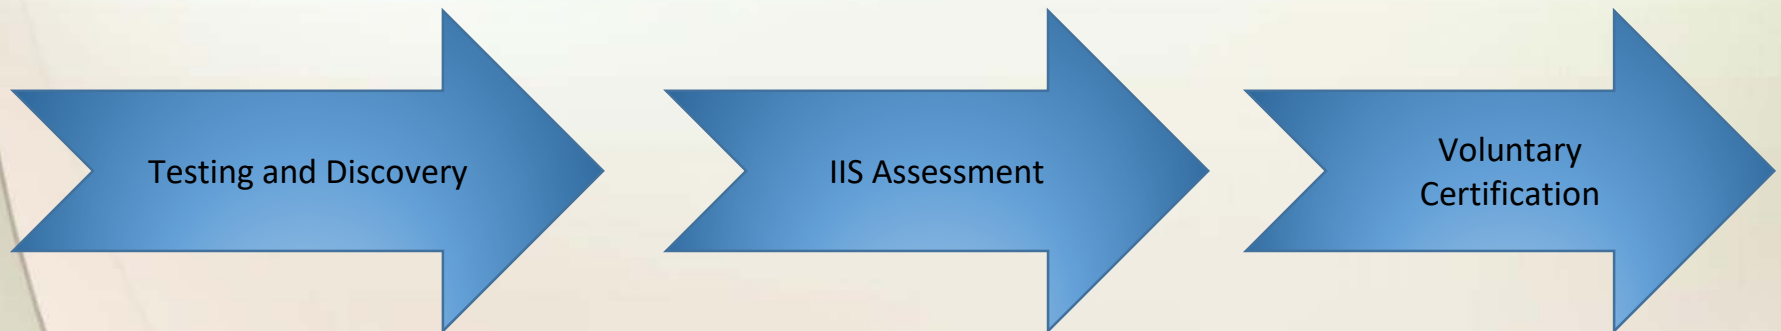 Testing and Discovery
IIS Assessment
Voluntary
Certification